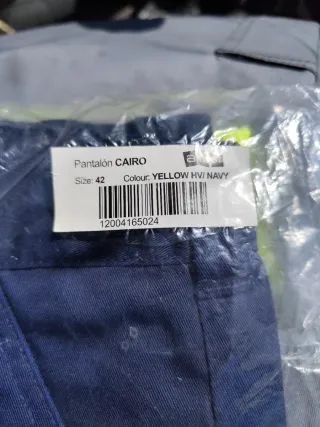 Pantalón CAIRO
Size: 42 Colour: YELLOW HV/ NAVY
12004165024